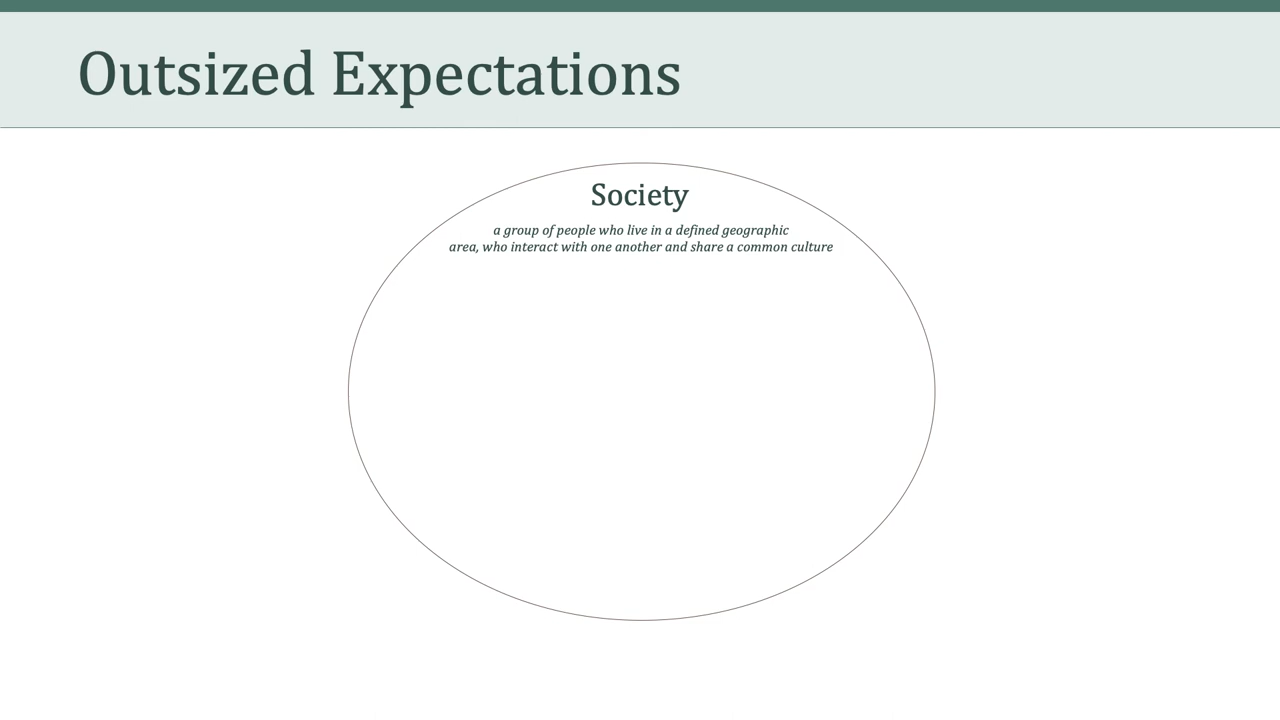 Outsized Expectations
Society
a group of people who live in a defined geographic
area, who interact with one another and share a common culture